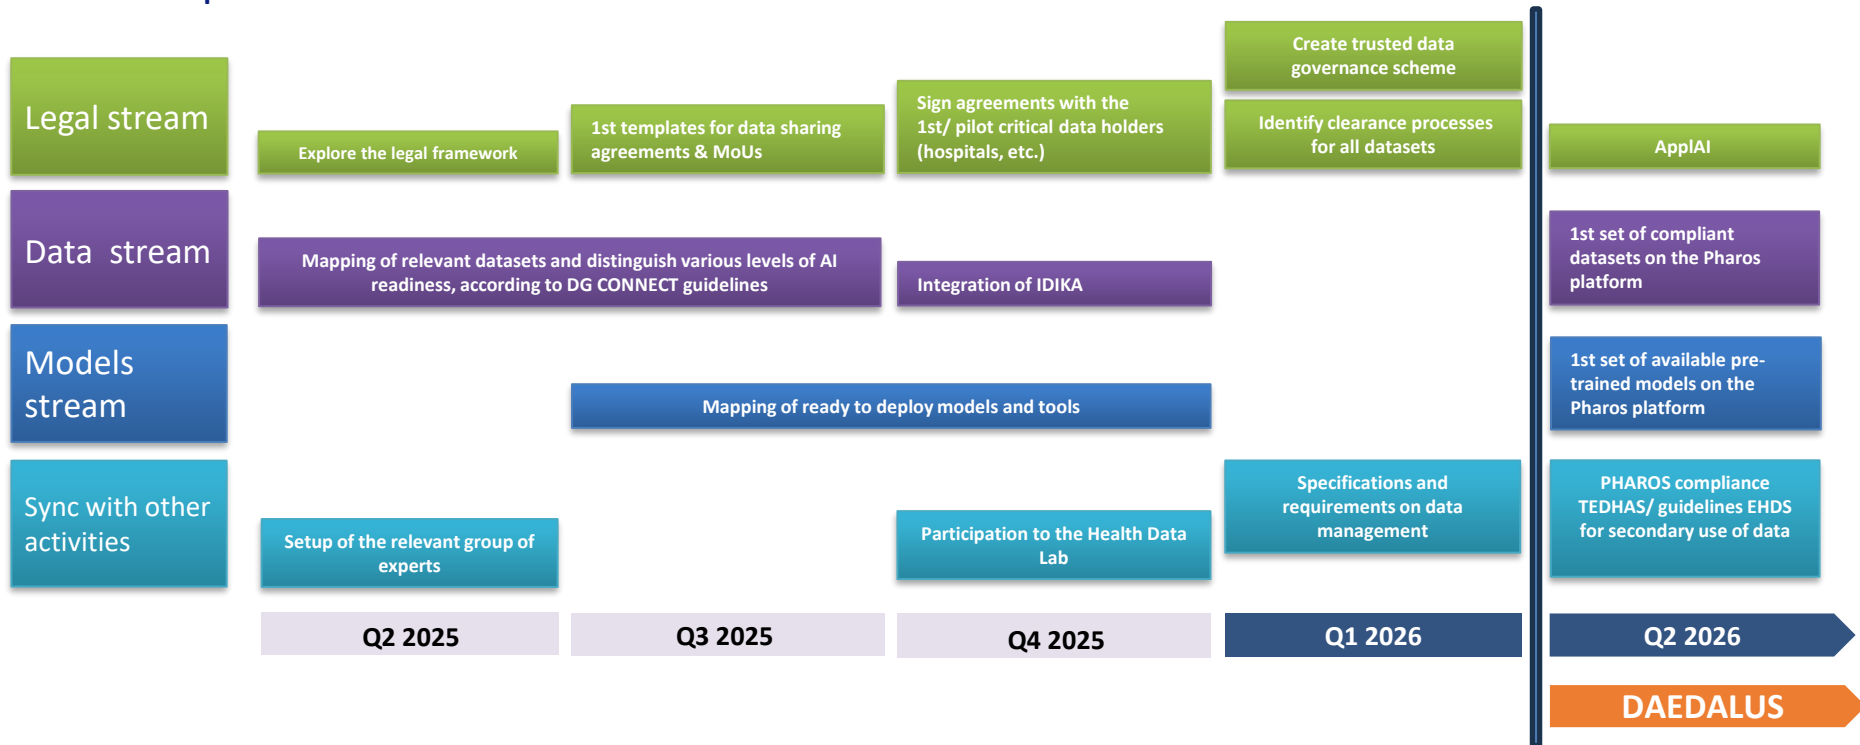 Legal stream
Explore the legal framework
1st templates for data sharing
agreements & MoUs
Sign agreements with the
1st/ pilot critical data holders
(hospitals, etc.)
Create trusted data
governance scheme
Identify clearance processes
for all datasets
ApplAI
Data stream
Mapping of relevant datasets and distinguish various levels of AI
readiness, according to DG CONNECT guidelines
Integration of IDIKA
1st set of compliant
datasets on the Pharos
platform
Models
stream
Mapping of ready to deploy models and tools
1st set of available pre-
trained models on the
Pharos platform
Sync with other
activities
Setup of the relevant group of
experts
Participation to the Health Data
Lab
Specifications and
requirements on data
management
PHAROS compliance
TEDHAS/ guidelines EHDS
for secondary use of data
Q2 2025
Q3 2025
Q4 2025
Q1 2026
Q2 2026
DAEDALUS